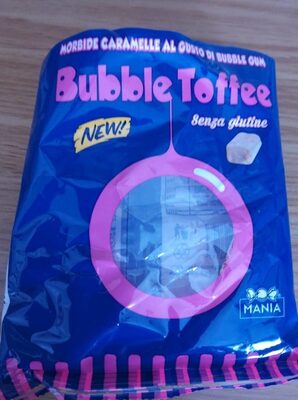 MORBIDE CARAMELLE AL GUSTO DI BUBBLE GUM
Bubble Toffee
Senza glutine
NEW!
MANIA